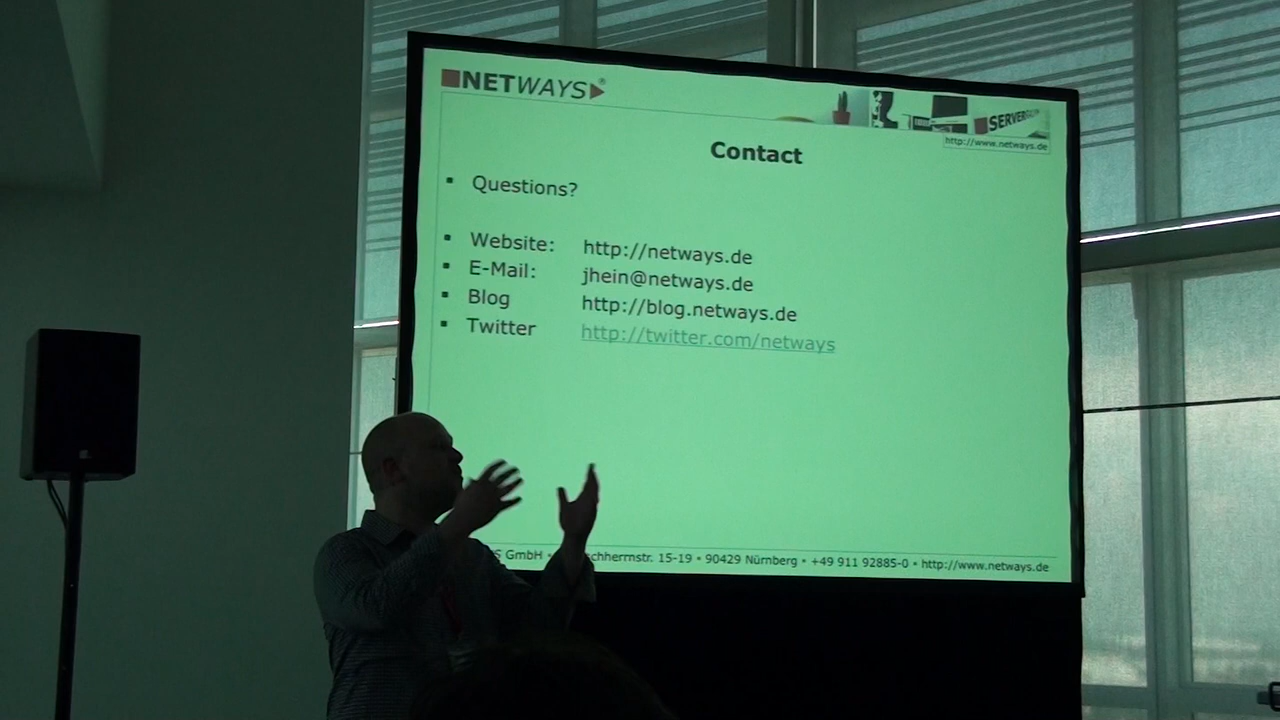 NETWAYS®
SERVER
http://www.netways.de
Contact
▪ Questions?
▪ Website: http://netways.de
▪ E-Mail: jhein@netways.de
▪ Blog http://blog.netways.de
▪ Twitter http://twitter.com/netways
GmbH ▪ 15-19 ▪ 90429 Nürnberg ▪ +49 911 92885-0 ▪ http://www.netways.de